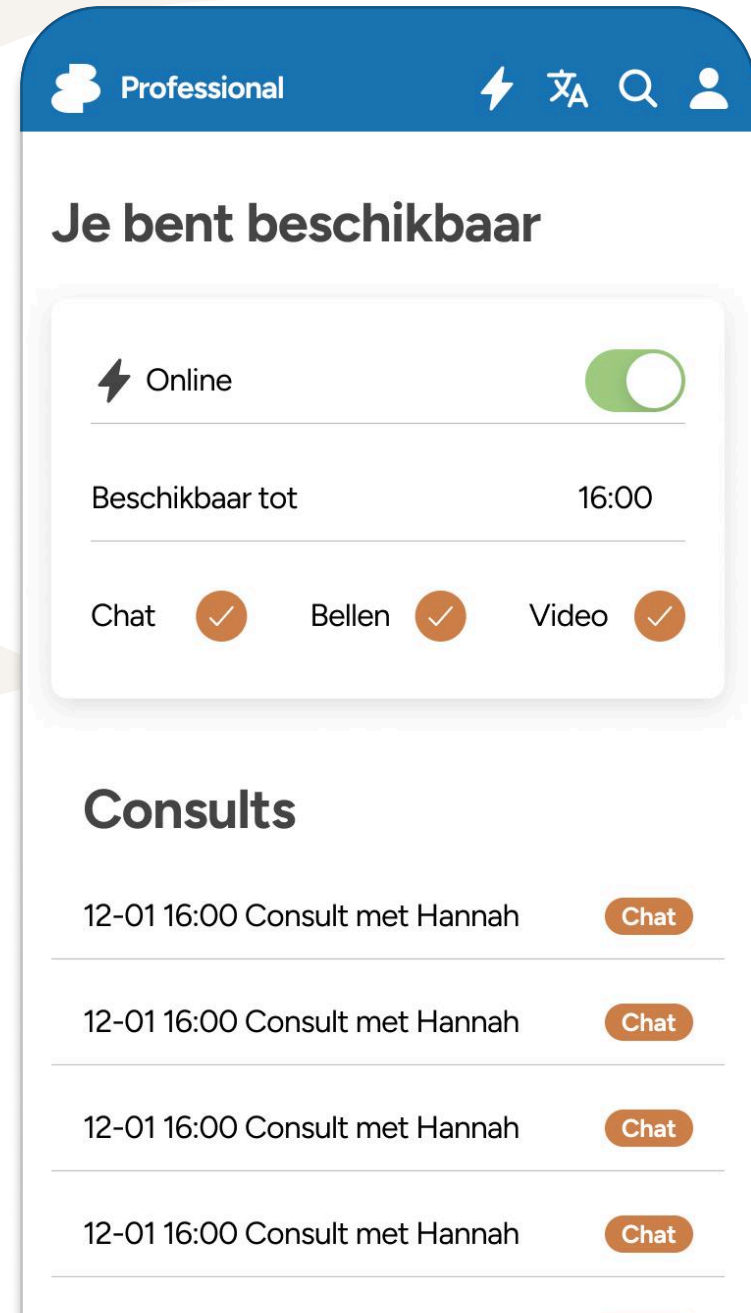 Professional
Je bent beschikbaar
Online
Beschikbaar tot 16:00
Chat Bellen Video
Consults
12-01 16:00 Consult met Hannah Chat
12-01 16:00 Consult met Hannah Chat
12-01 16:00 Consult met Hannah Chat
12-01 16:00 Consult met Hannah Chat